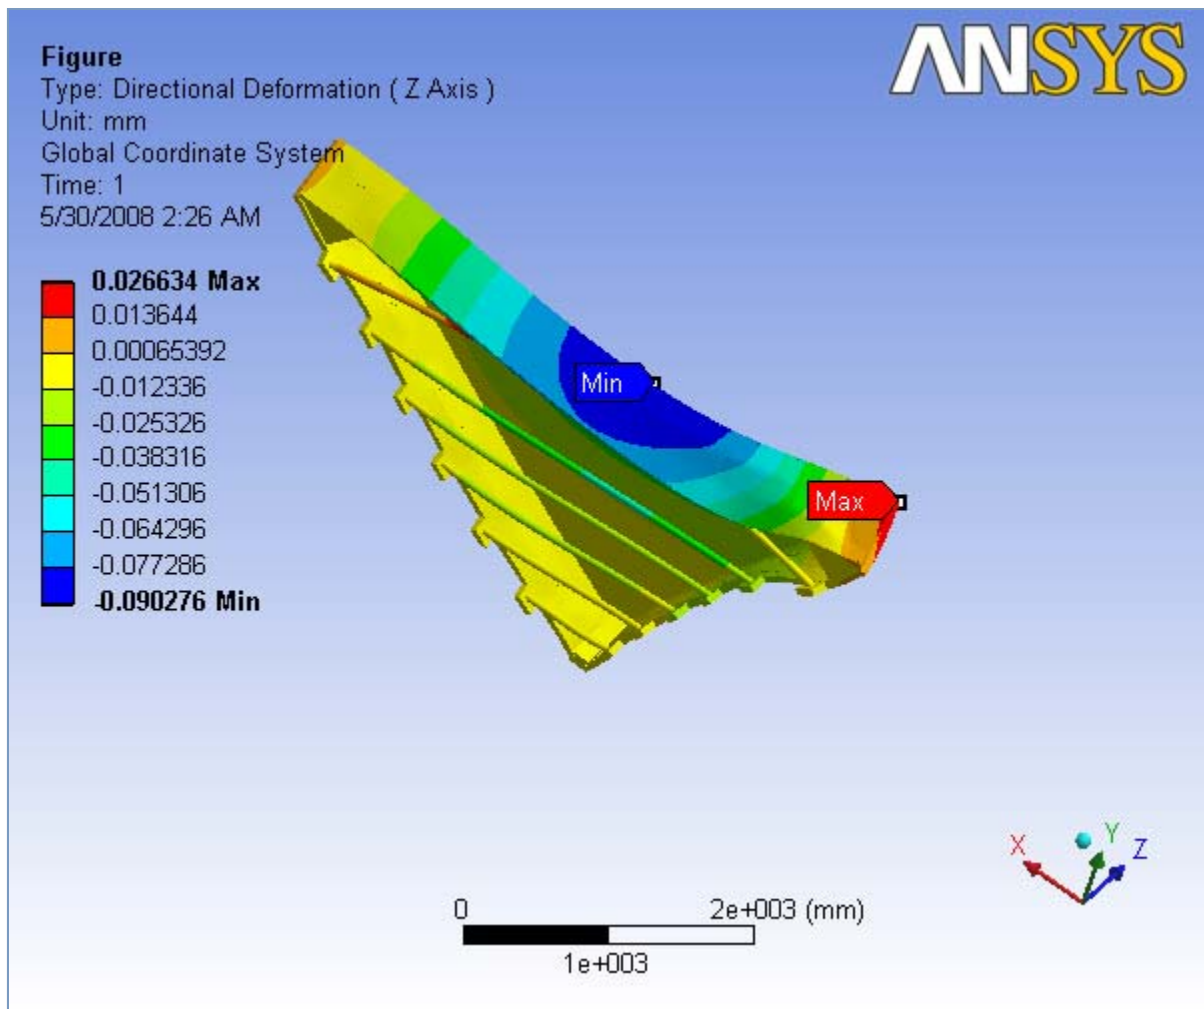 Figure
Type: Directional Deformation ( Z Axis )
Unit: mm
Global Coordinate System
Time: 1
5/30/2008 2:26 AM
ANSYS
0.026634 Max
0.013644
0.00065392
-0.012336
-0.025326
-0.038316
-0.051306
-0.064296
-0.077286
-0.090276 Min
Min
Max
X
Y
Z
0
2e+003 (mm)
1e+003